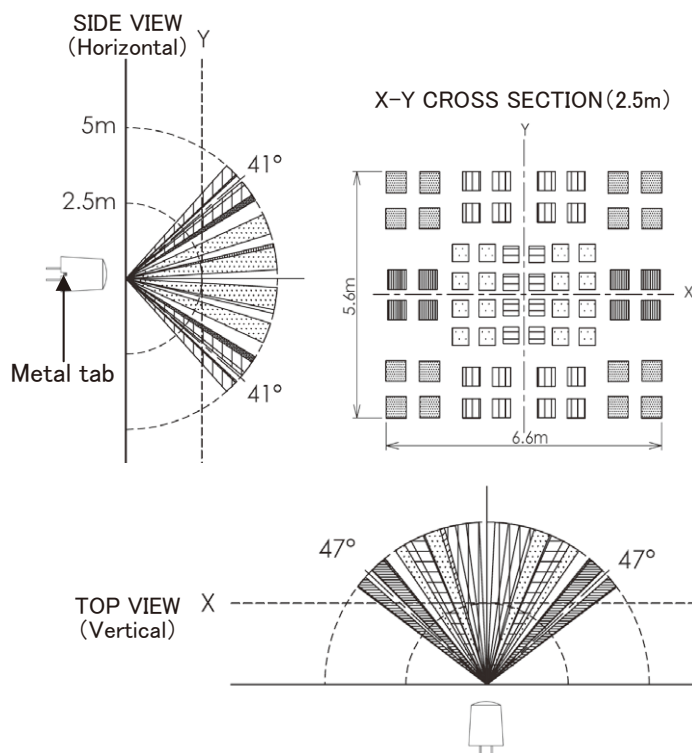 SIDE VIEW
(Horizontal)
Y
5m
2.5m
41°
41°
Metal tab
X-Y CROSS SECTION(2.5m)
Y
X
5.6m
6.6m
TOP VIEW
(Vertical)
X
47°
47°